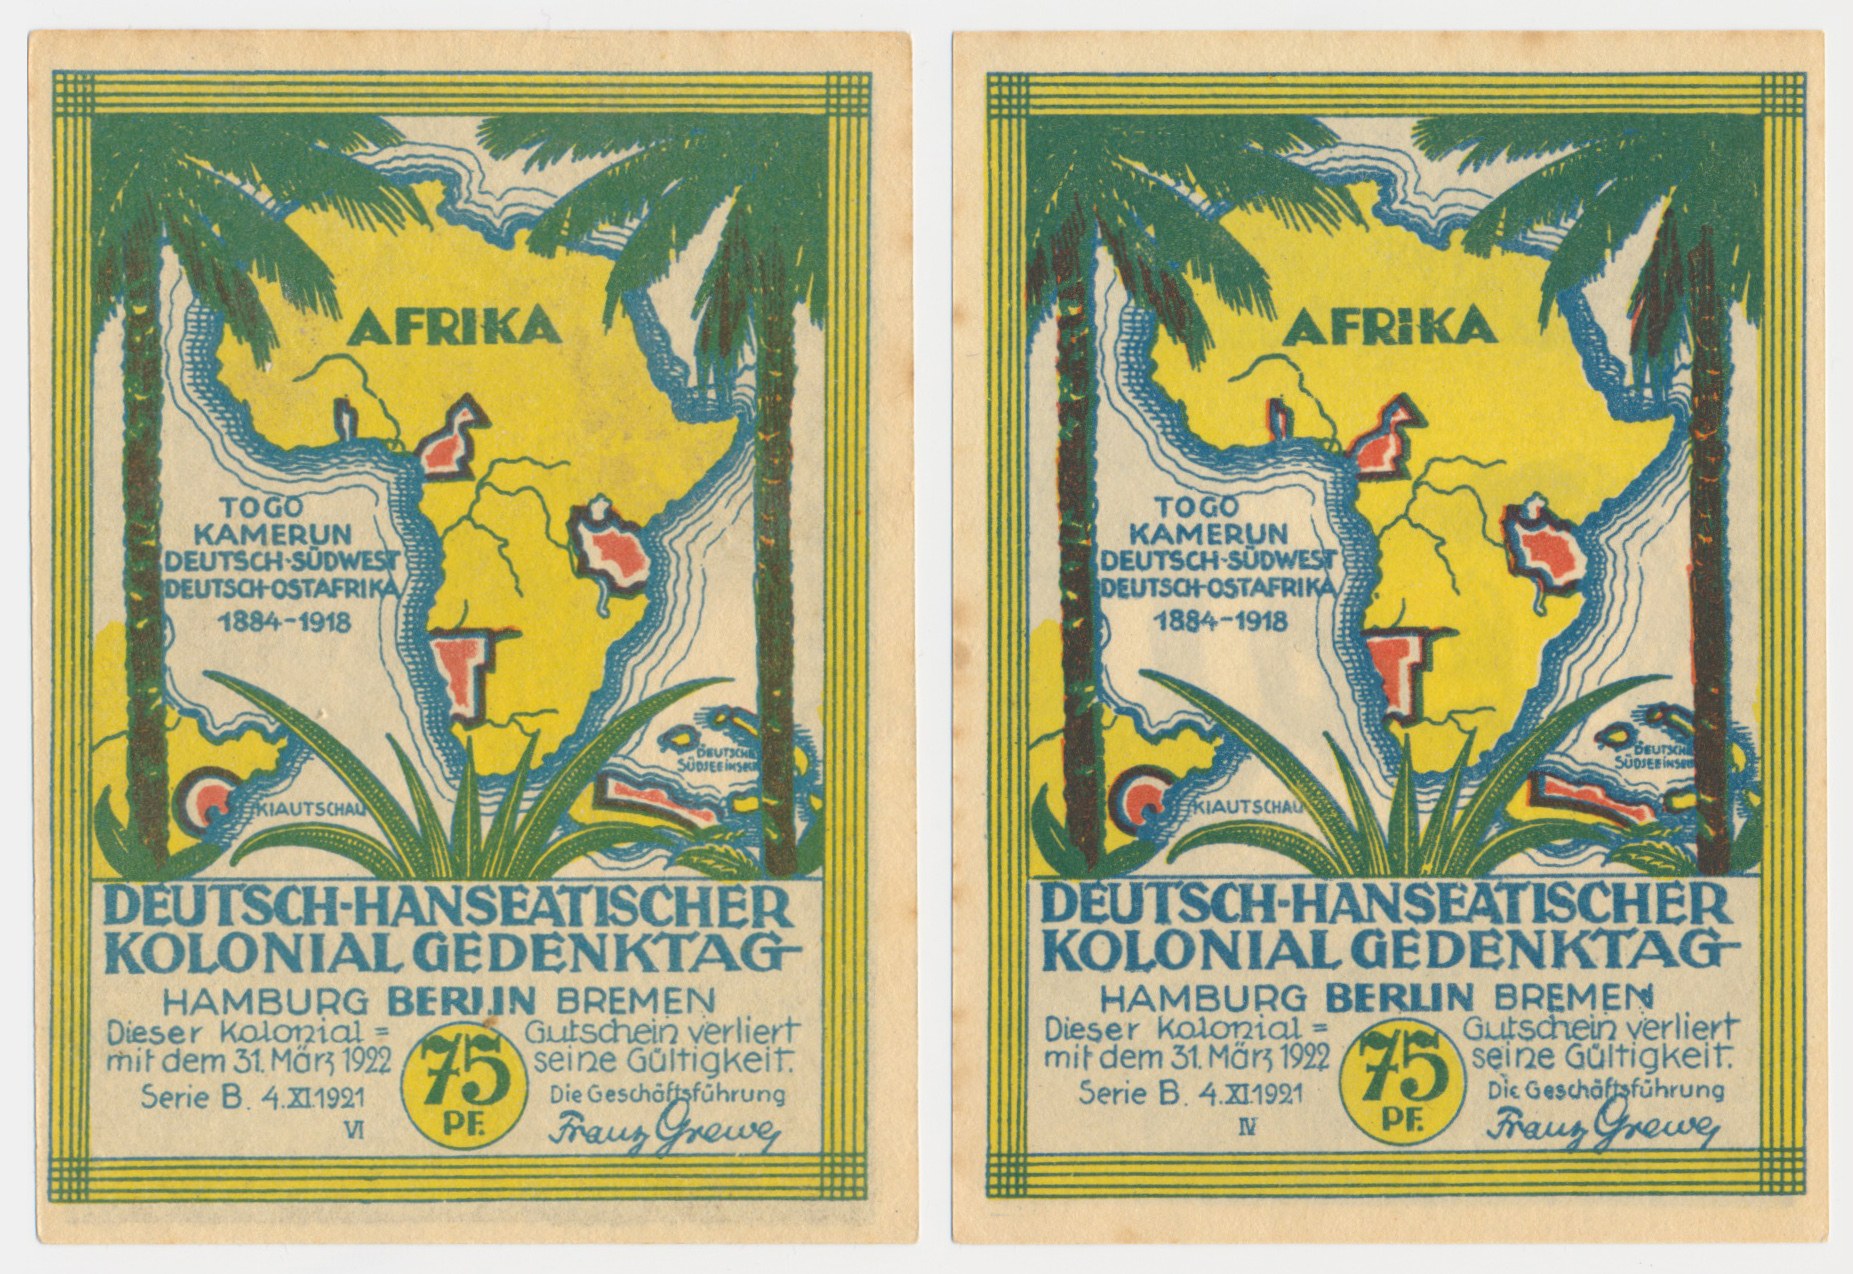 AFRIKA
TOGO
KAMERUN
DEUTSCH-SÜDWEST
DEUTSCH-OSTAFRIKA
1884-1918
DEUTSCHE
KIAUTSCHAU
DEUTSCH-HANSEATISCHER
KOLONIAL GEDENKTAG
HAMBURG BERLIN BREMEN
Dieser Kolonial= Gutschein verliert
mit dem 31. März 1922 seine Gültigkeit.
75
PF.
Serie B. 4.XI.1921 Die Geschäftsführung
VI Franz Grewe
AFRIKA
TOGO
KAMERUN
DEUTSCH-SÜDWEST
DEUTSCH-OSTAFRIKA
1884-1918
DEUTSCHE
KIAUTSCHAU
DEUTSCH-HANSEATISCHER
KOLONIAL GEDENKTAG
HAMBURG BERLIN BREMEN
Dieser Kolonial= Gutschein verliert
mit dem 31. März 1922 seine Gültigkeit.
75
PF.
Serie B. 4.XI.1921 Die Geschäftsführung
IV Franz Grewe